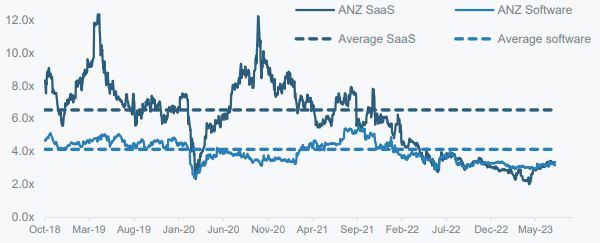 ANZ SaaS
ANZ Software
Average SaaS
Average software
12.0x
10.0x
8.0x
6.0x
4.0x
2.0x
0.0x
Oct-18 Mar-19 Aug-19 Jan-20 Jun-20 Nov-20 Apr-21 Sep-21 Feb-22 Jul-22 Dec-22 May-23